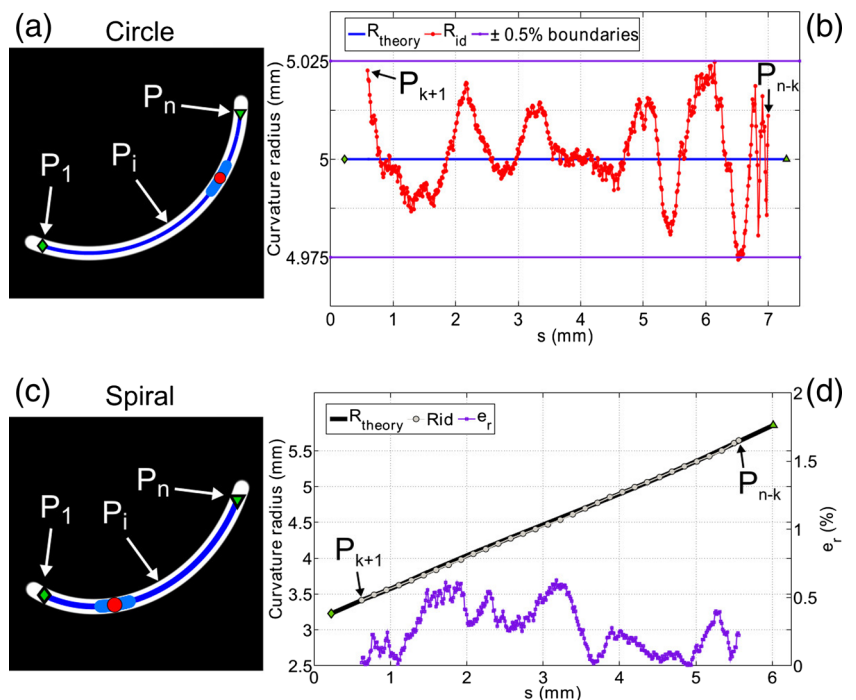 (a) Circle
P1
Pi
Pn
(b)
Rtheory Rid ± 0.5% boundaries
Curvature radius (mm)
5.025
5
4.975
Pk+1
Pn-k
0 1 2 3 4 5 6 7
s (mm)
(c) Spiral
P1
Pi
Pn
(d)
Rtheory Rid er
Curvature radius (mm)
5.5
5
4.5
4
3.5
3
2.5
Pk+1
Pn-k
2
1.5
1
0.5
0
er (%)
0 1 2 3 4 5 6
s (mm)